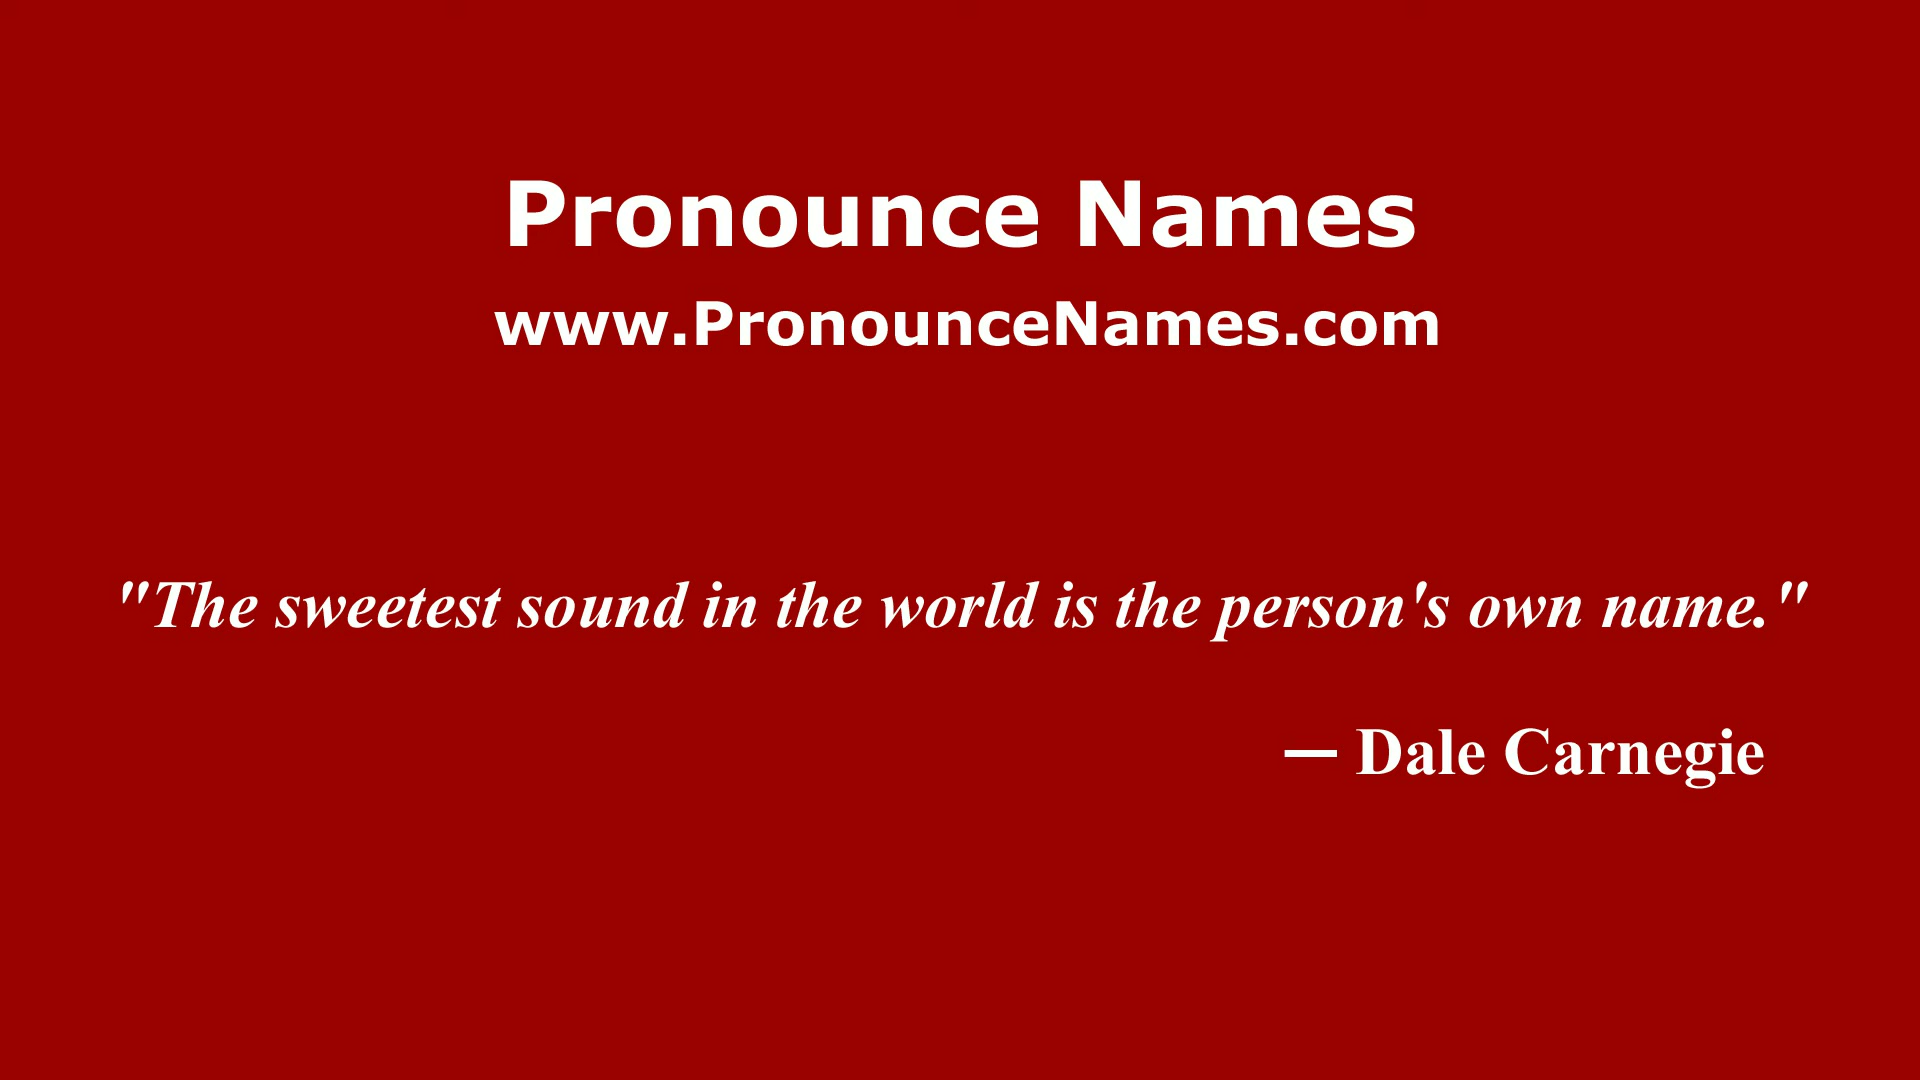 Pronounce Names
www.PronounceNames.com
"The sweetest sound in the world is the person's own name."
— Dale Carnegie